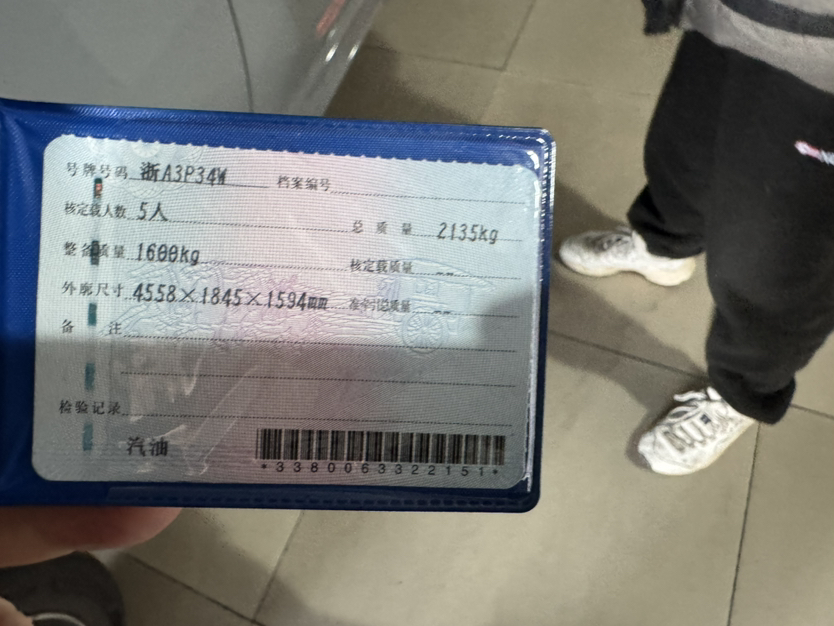 号牌号码 浙A3P34W 档案编号
核定载人数 5人 总质量 2135kg
整备质量 1600kg 核定载质量 --
外廓尺寸 4558×1845×1594mm 准牵引总质量 --
备注
检验记录
汽油
*3380063322151*